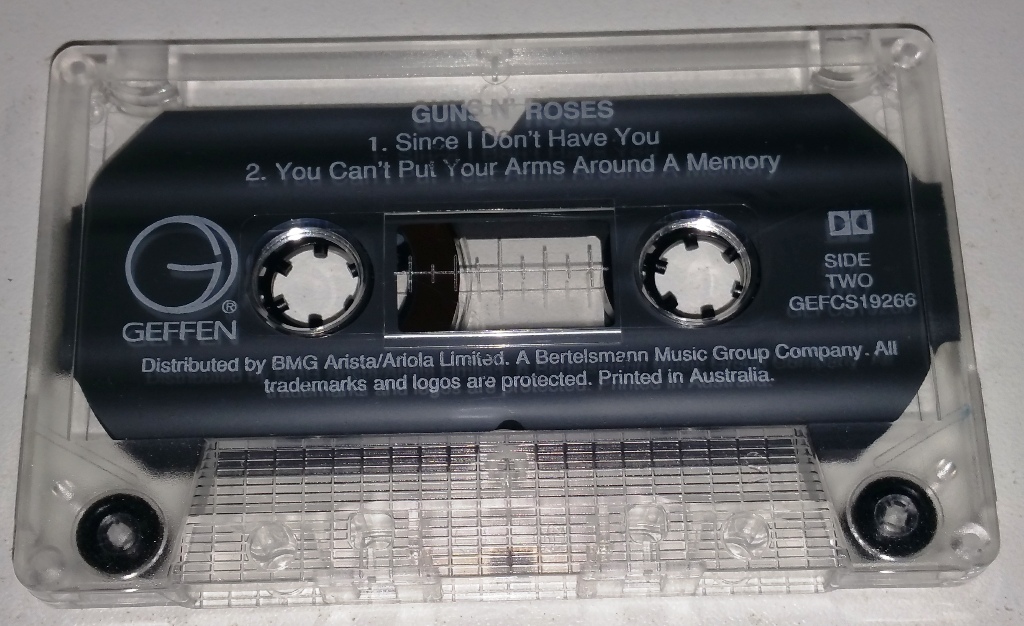 GUNS N' ROSES
1. Since I Don't Have You
2. You Can't Put Your Arms Around A Memory
GEFFEN®
SIDE
TWO
GEFCS19266
Distributed by BMG Arista/Ariola Limited. A Bertelsmann Music Group Company. All
trademarks and logos are protected. Printed in Australia.